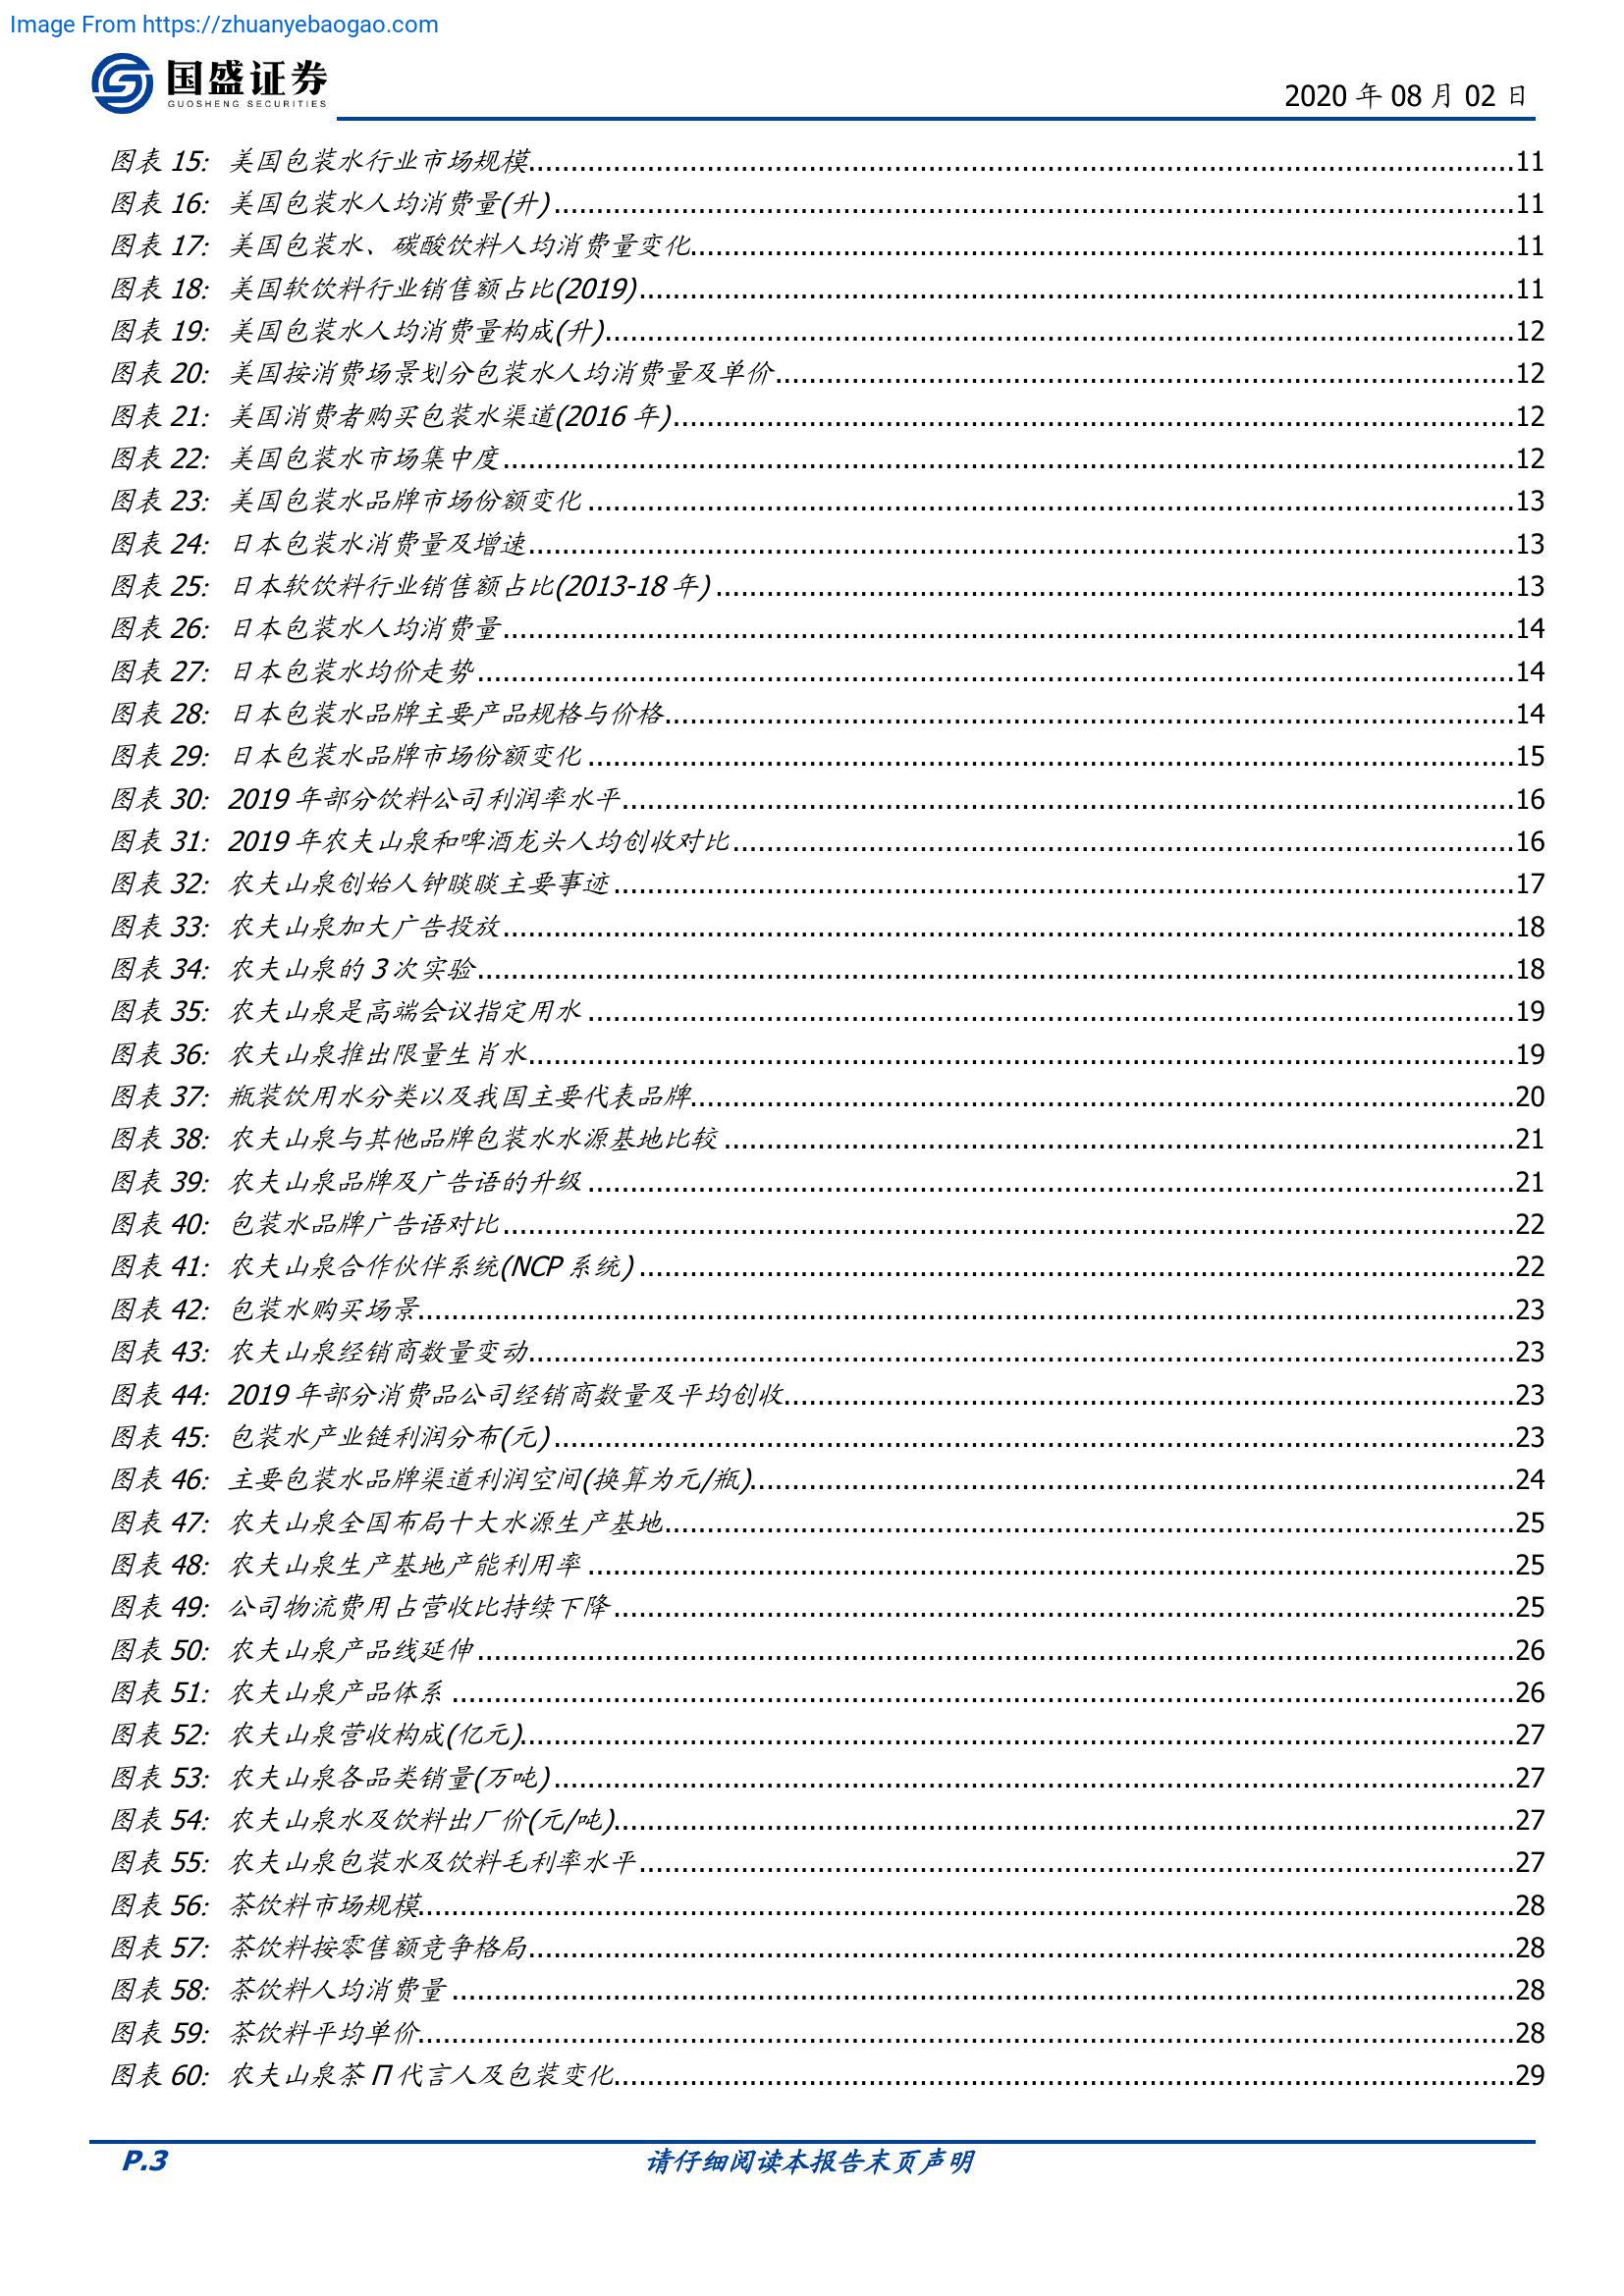 Image From https://zhuanyebaogao.com
国盛证券
GUOSHENG SECURITIES
2020 年 08 月 02 日
图表 15: 美国包装水行业市场规模 11
图表 16: 美国包装水人均消费量(升) 11
图表 17: 美国包装水、碳酸饮料人均消费量变化 11
图表 18: 美国软饮料行业销售额占比(2019) 11
图表 19: 美国包装水人均消费量构成(升) 12
图表 20: 美国按消费场景划分包装水人均消费量及单价 12
图表 21: 美国消费者购买包装水渠道(2016 年) 12
图表 22: 美国包装水市场集中度 12
图表 23: 美国包装水品牌市场份额变化 13
图表 24: 日本包装水消费量及增速 13
图表 25: 日本软饮料行业销售额占比(2013-18 年) 13
图表 26: 日本包装水人均消费量 14
图表 27: 日本包装水均价走势 14
图表 28: 日本包装水品牌主要产品规格与价格 14
图表 29: 日本包装水品牌市场份额变化 15
图表 30: 2019 年部分饮料公司利润率水平 16
图表 31: 2019 年农夫山泉和啤酒龙头人均创收对比 16
图表 32: 农夫山泉创始人钟睒睒主要事迹 17
图表 33: 农夫山泉加大广告投放 18
图表 34: 农夫山泉的 3 次实验 18
图表 35: 农夫山泉是高端会议指定用水 19
图表 36: 农夫山泉推出限量生肖水 19
图表 37: 瓶装饮用水分类以及我国主要代表品牌 20
图表 38: 农夫山泉与其他品牌包装水水源基地比较 21
图表 39: 农夫山泉品牌及广告语的升级 21
图表 40: 包装水品牌广告语对比 22
图表 41: 农夫山泉合作伙伴系统(NCP 系统) 22
图表 42: 包装水购买场景 23
图表 43: 农夫山泉经销商数量变动 23
图表 44: 2019 年部分消费品公司经销商数量及平均创收 23
图表 45: 包装水产业链利润分布(元) 23
图表 46: 主要包装水品牌渠道利润空间(换算为元/瓶) 24
图表 47: 农夫山泉全国布局十大水源生产基地 25
图表 48: 农夫山泉生产基地产能利用率 25
图表 49: 公司物流费用占营收比持续下降 25
图表 50: 农夫山泉产品线延伸 26
图表 51: 农夫山泉产品体系 26
图表 52: 农夫山泉营收构成(亿元) 27
图表 53: 农夫山泉各品类销量(万吨) 27
图表 54: 农夫山泉水及饮料出厂价(元/吨) 27
图表 55: 农夫山泉包装水及饮料毛利率水平 27
图表 56: 茶饮料市场规模 28
图表 57: 茶饮料按零售额竞争格局 28
图表 58: 茶饮料人均消费量 28
图表 59: 茶饮料平均单价 28
图表 60: 农夫山泉茶 Π 代言人及包装变化 29
P.3 请仔细阅读本报告末页声明